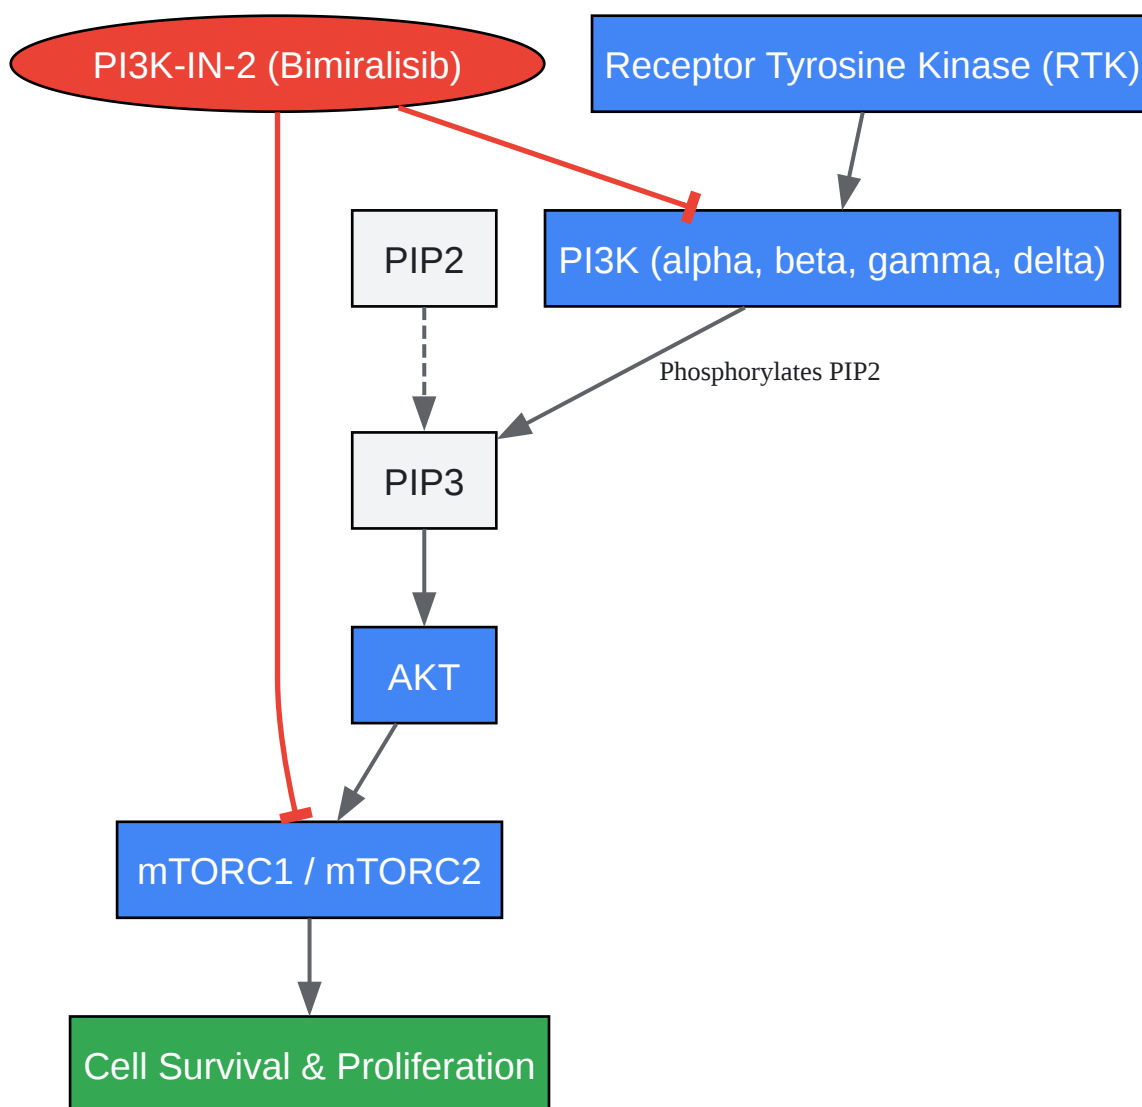 PI3K-IN-2 (Bimiralisib)
Receptor Tyrosine Kinase (RTK)
PIP2
PI3K (alpha, beta, gamma, delta)
Phosphorylates PIP2
PIP3
AKT
mTORC1 / mTORC2
Cell Survival & Proliferation